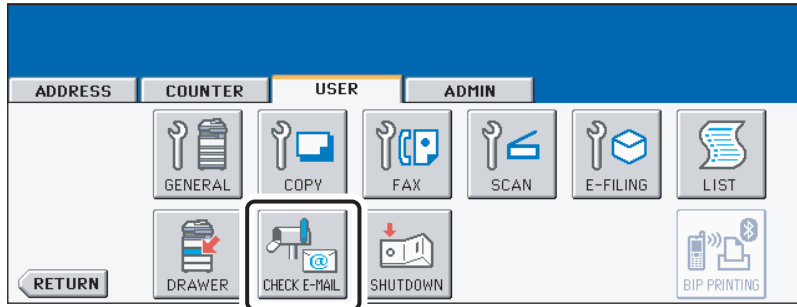 ADDRESS COUNTER USER ADMIN
GENERAL COPY FAX SCAN E-FILING LIST
RETURN DRAWER CHECK E-MAIL SHUTDOWN BIP PRINTING